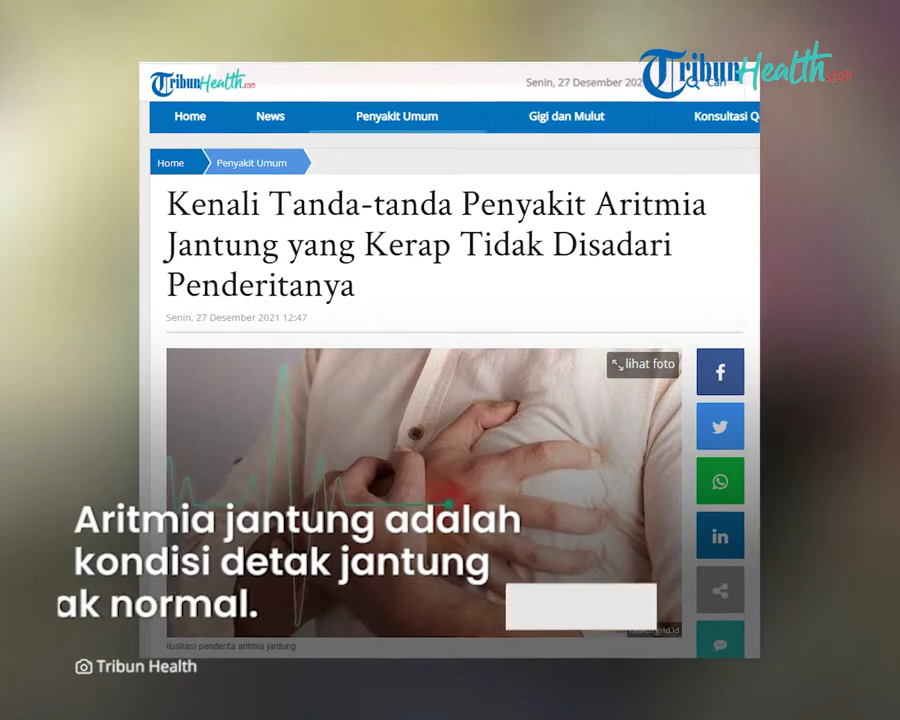 TribunHealth.com
Senin, 27 Desember 202
Cari
TribunHealth.com
Home News Penyakit Umum Gigi dan Mulut Konsultasi Q
Home Penyakit Umum
Kenali Tanda-tanda Penyakit Aritmia
Jantung yang Kerap Tidak Disadari
Penderitanya
Senin, 27 Desember 2021 12:47
lihat foto
Aritmia jantung adalah
kondisi detak jantung
ak normal.
Ilustrasi penderita aritmia jantung
Tribun Health